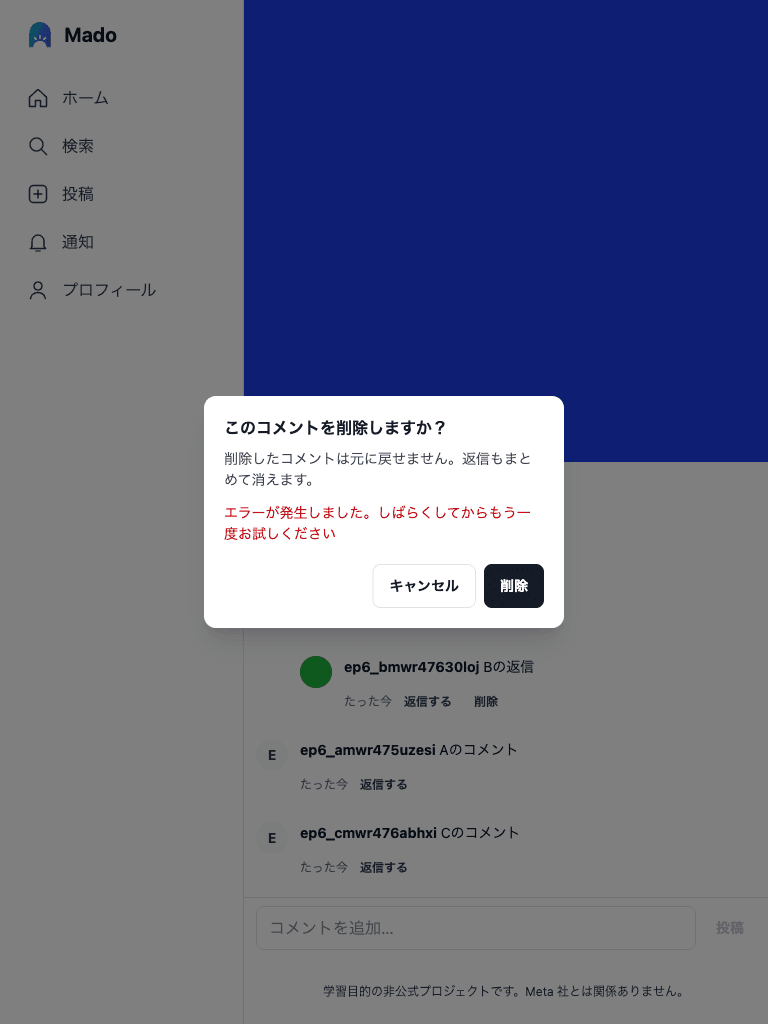 Mado
ホーム
検索
投稿
通知
プロフィール
このコメントを削除しますか？
削除したコメントは元に戻せません。返信もまと
めて消えます。
エラーが発生しました。しばらくしてからもう一
度お試しください
キャンセル 削除
ep6_bmwr47630loj Bの返信
たった今 返信する 削除
E ep6_amwr475uzesi Aのコメント
たった今 返信する
E ep6_cmwr476abhxi Cのコメント
たった今 返信する
コメントを追加... 投稿
学習目的の非公式プロジェクトです。Meta 社とは関係ありません。